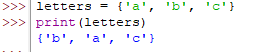 >>> letters = {'a', 'b', 'c'}
>>> print(letters)
{'b', 'a', 'c'}